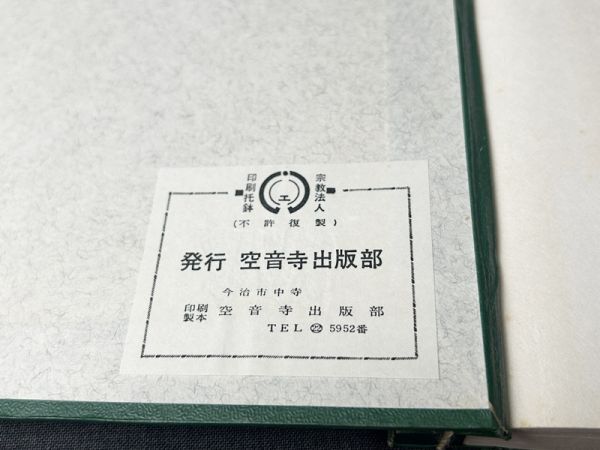 印刷托鉢
エ
宗教法人
(不許復製)
発行 空音寺出版部
今治市中寺
印刷
製本 空音寺出版部
TEL ㉒ 5952番